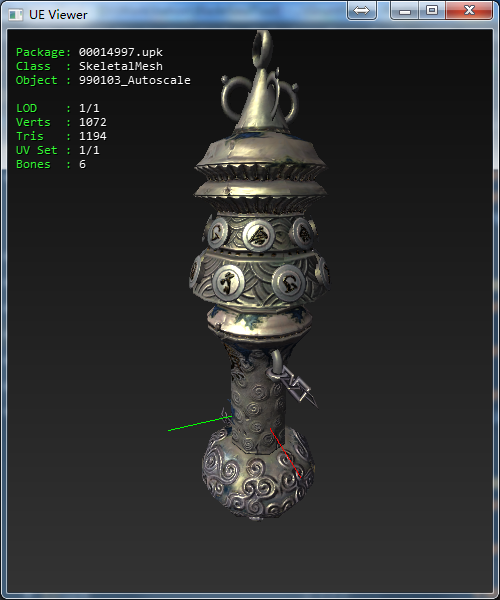 UE Viewer
Package: 00014997.upk
Class : SkeletalMesh
Object : 990103_Autoscale
LOD : 1/1
Verts : 1072
Tris : 1194
UV Set : 1/1
Bones : 6